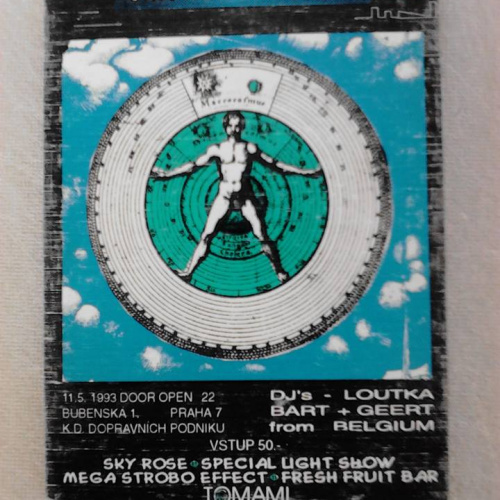 Macrocosmus
11.5. 1993 DOOR OPEN 22
BUBENSKA 1. PRAHA 7
K.D. DOPRAVNÍCH PODNIKU
DJ's - LOUTKA
BART + GEERT
from BELGIUM
VSTUP 50.-
SKY ROSE SPECIAL LIGHT SHOW
MEGA STROBO EFFECT FRESH FRUIT BAR
TOMAMI